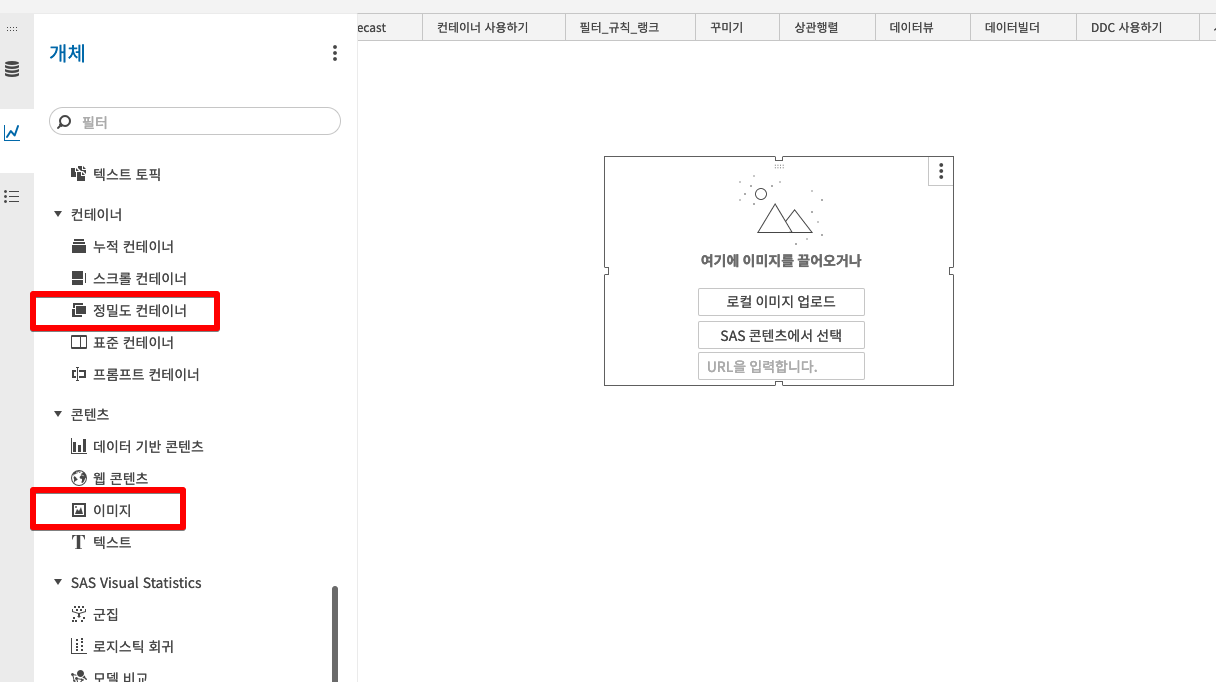 ecast
컨테이너 사용하기
필터_규칙_랭크
꾸미기
상관행렬
데이터뷰
데이터빌더
DDC 사용하기
개체
필터
텍스트 토픽
컨테이너
누적 컨테이너
스크롤 컨테이너
정밀도 컨테이너
표준 컨테이너
프롬프트 컨테이너
콘텐츠
데이터 기반 콘텐츠
웹 콘텐츠
이미지
텍스트
SAS Visual Statistics
군집
로지스틱 회귀
모델 비교
여기에 이미지를 끌어오거나
로컬 이미지 업로드
SAS 콘텐츠에서 선택
URL을 입력합니다.